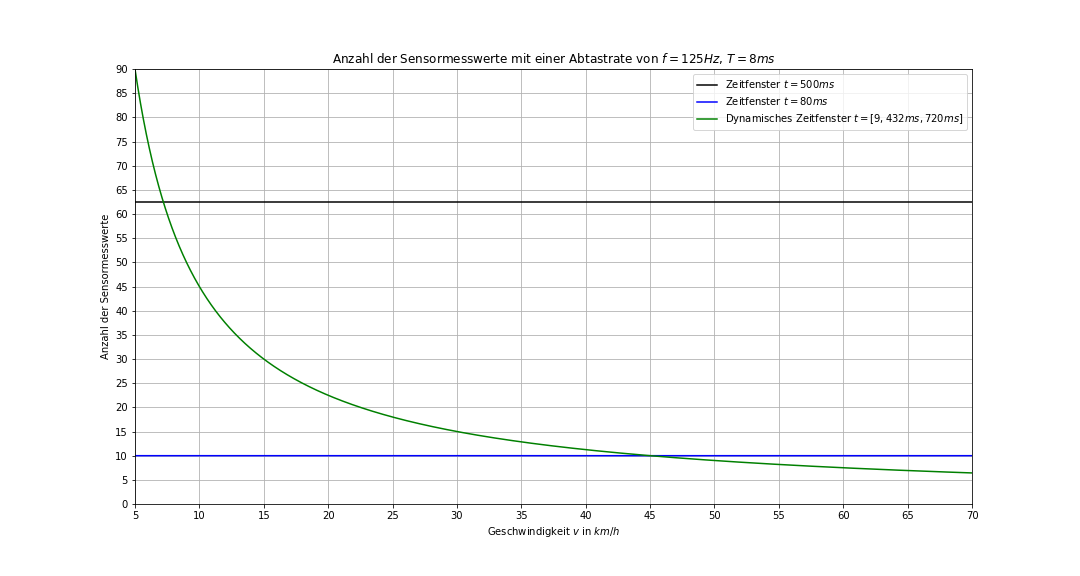 Anzahl der Sensormesswerte mit einer Abtastrate von f = 125Hz, T = 8ms
Zeitfenster t = 500ms
Zeitfenster t = 80ms
Dynamisches Zeitfenster t = [9, 432ms, 720ms]
Anzahl der Sensormesswerte
90
85
80
75
70
65
60
55
50
45
40
35
30
25
20
15
10
5
0
5 10 15 20 25 30 35 40 45 50 55 60 65 70
Geschwindigkeit v in km/h